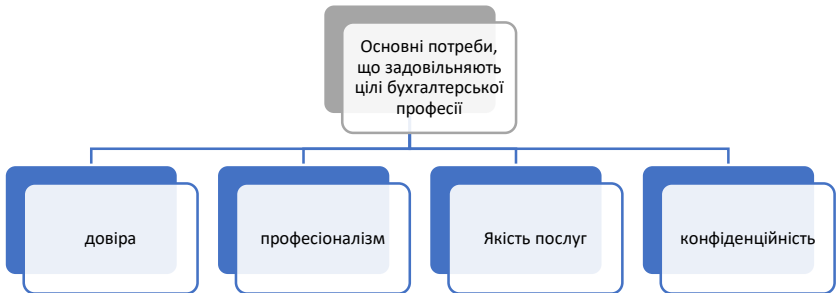 Основні потреби,
що задовільняють
цілі бухгалтерської
професії
довіра
професіоналізм
Якість послуг
конфіденційність